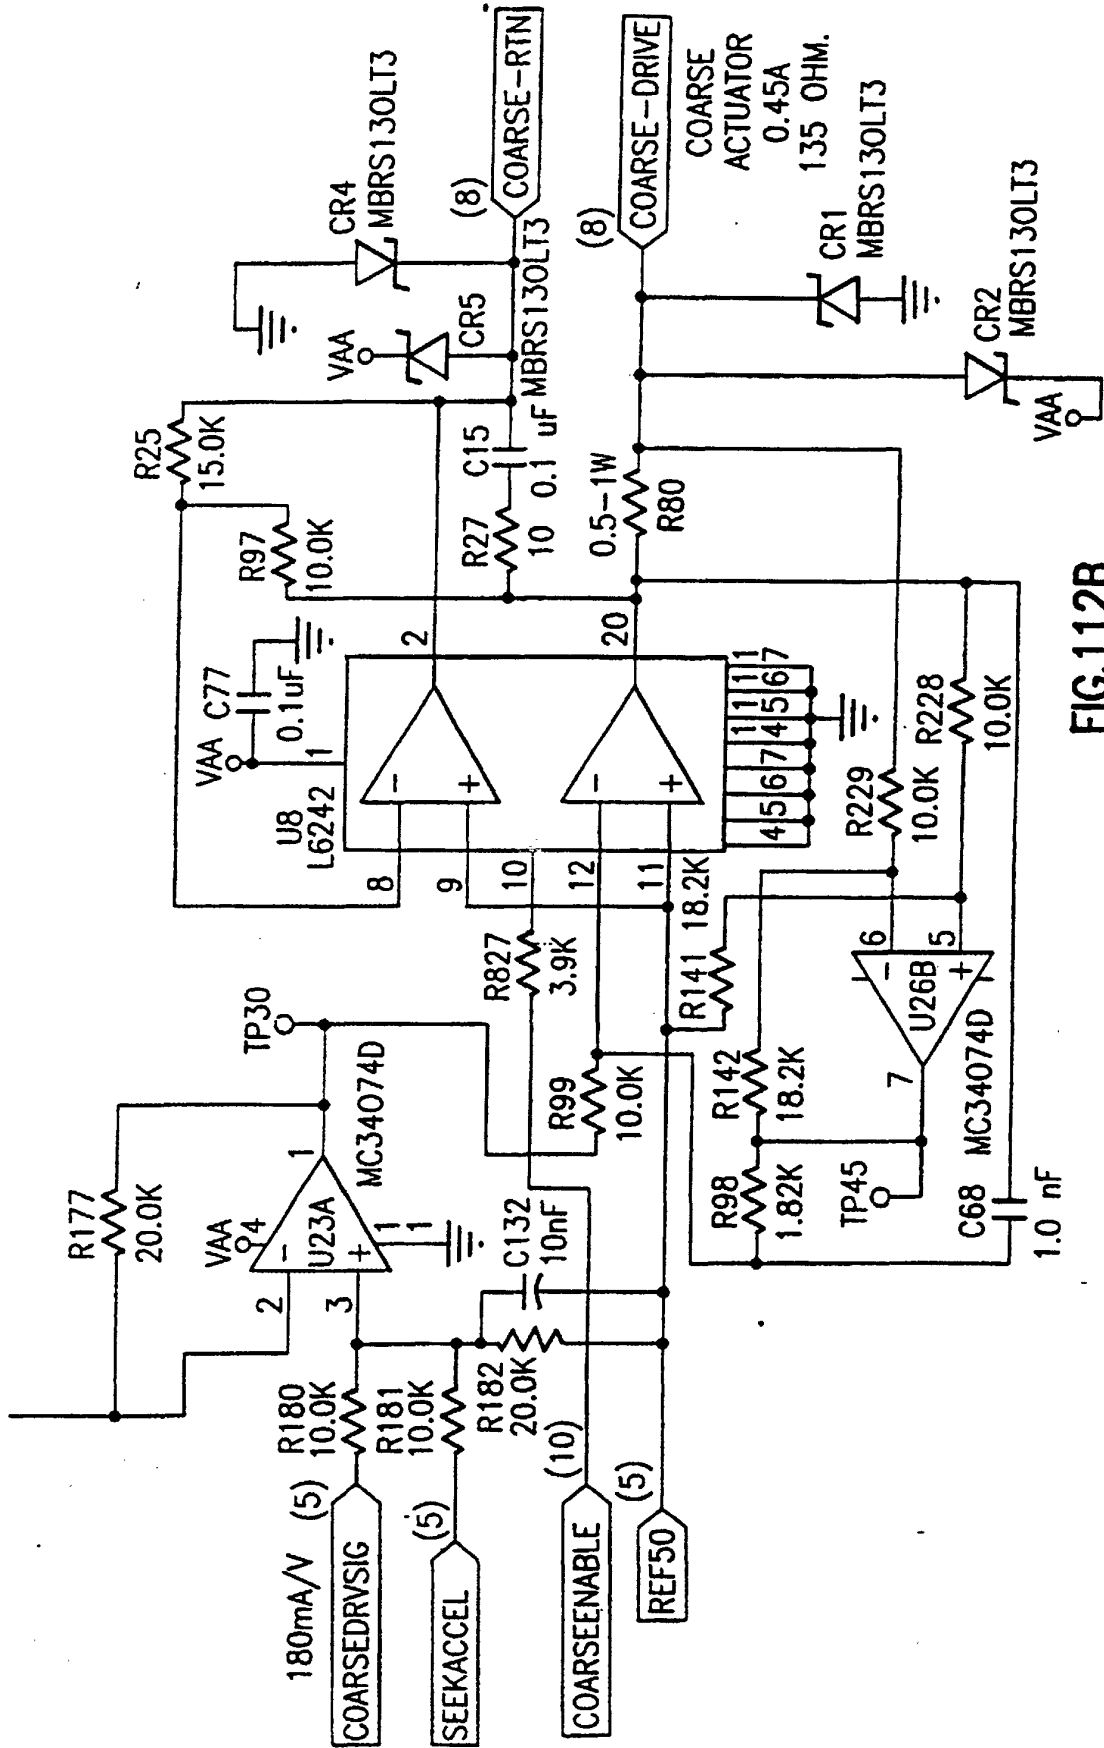 180mA/V
COARSEDRVSIG
(5)
R180
10.0K
SEEKACCEL
(5)
R181
10.0K
R182
20.0K
COARSEENABLE
(10)
REF50
(5)
R177
20.0K
2
3
VAA
4
-
+
U23A
1
1
1
MC34074D
C132
10nF
TP30
R99
10.0K
R827
3.9K
8
9
10
12
11
U8
L6242
VAA
1
C77
0.1uF
-
+
-
+
2
20
4
5
6
7
14
15
16
17
R97
10.0K
R25
15.0K
R27
10
C15
0.1 uF
0.5-1W
R80
VAA
CR5
MBRS130LT3
CR4
MBRS130LT3
(8)
COARSE-RTN
(8)
COARSE-DRIVE
COARSE
ACTUATOR
0.45A
135 OHM.
CR1
MBRS130LT3
CR2
MBRS130LT3
VAA
R141
18.2K
R142
18.2K
R98
1.82K
TP45
7
6
-
5
+
U26B
MC34074D
C68
1.0 nF
R229
10.0K
R228
10.0K
FIG.112B